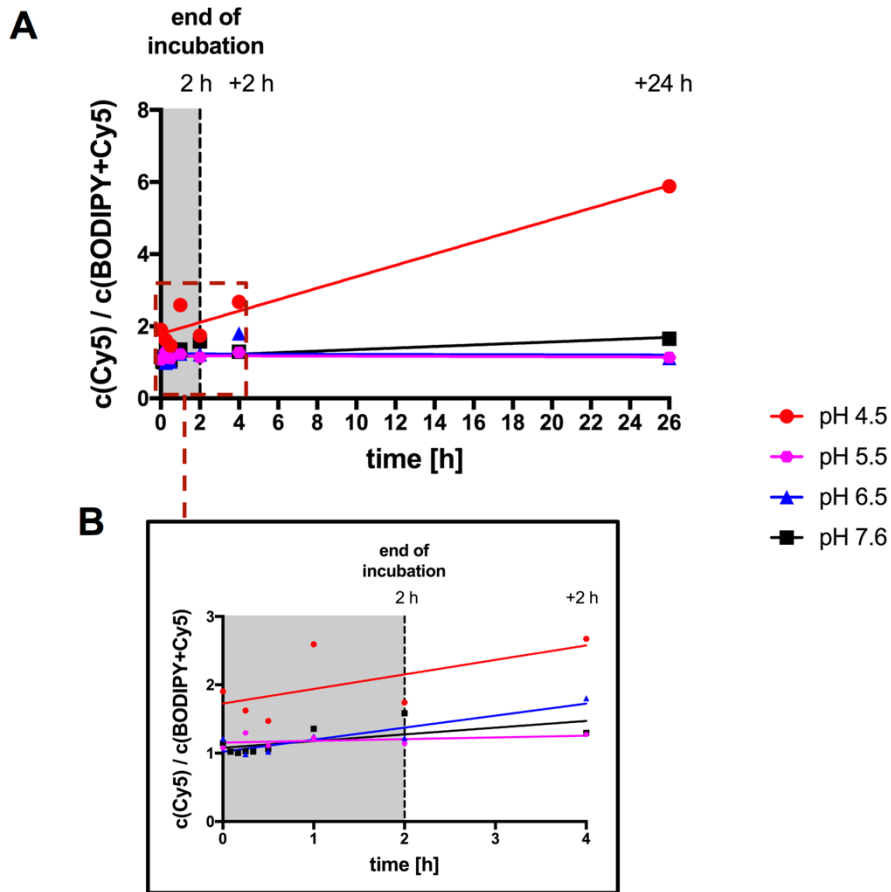 A
end of
incubation
2 h +2 h +24 h
c(Cy5) / c(BODIPY+Cy5)
8
6
4
2
0
0 2 4 6 8 10 12 14 16 18 20 22 24 26
time [h]
pH 4.5
pH 5.5
pH 6.5
pH 7.6
B
end of
incubation
2 h +2 h
c(Cy5) / c(BODIPY+Cy5)
3
2
1
0
0 1 2 3 4
time [h]